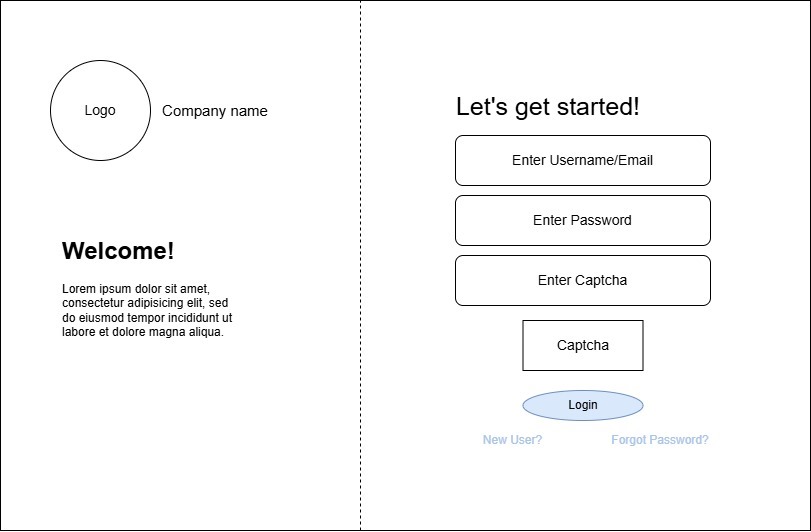 Logo
Company name
Welcome!
Lorem ipsum dolor sit amet,
consectetur adipisicing elit, sed
do eiusmod tempor incididunt ut
labore et dolore magna aliqua.
Let's get started!
Enter Username/Email
Enter Password
Enter Captcha
Captcha
Login
New User?
Forgot Password?